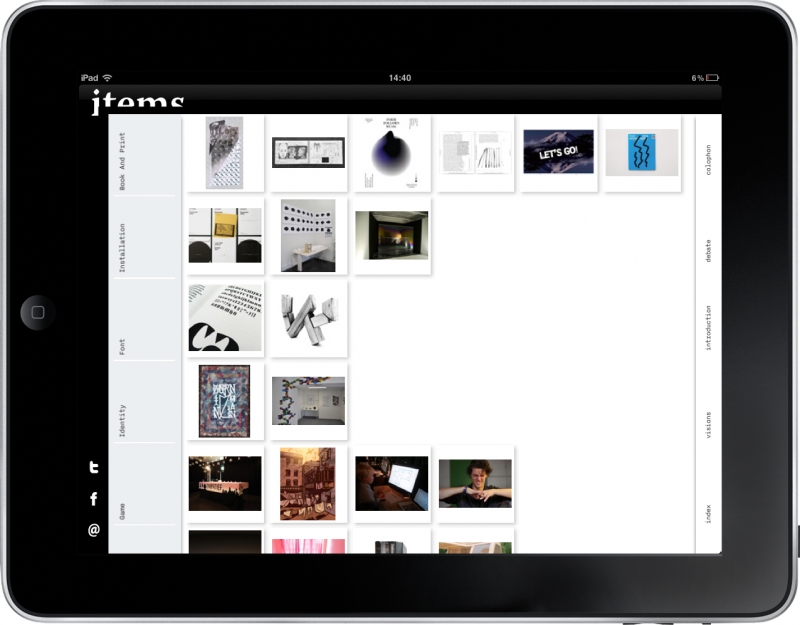 iPad
14:40
6%
items
Book And Print
Installation
Font
Identity
Game
LET'S GO!
colophon
debate
introduction
visions
index
t
f
@